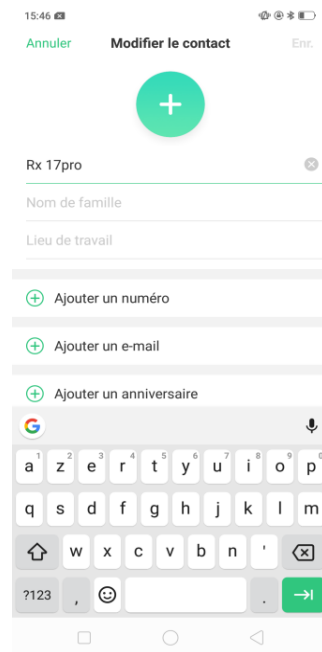 15:46
Annuler Modifier le contact Enr.
Rx 17pro
Nom de famille
Lieu de travail
Ajouter un numéro
Ajouter un e-mail
Ajouter un anniversaire
G
1 2 3 4 5 6 7 8 9 0
a z e r t y u i o p
q s d f g h j k l m
w x c v b n '
?123 , .